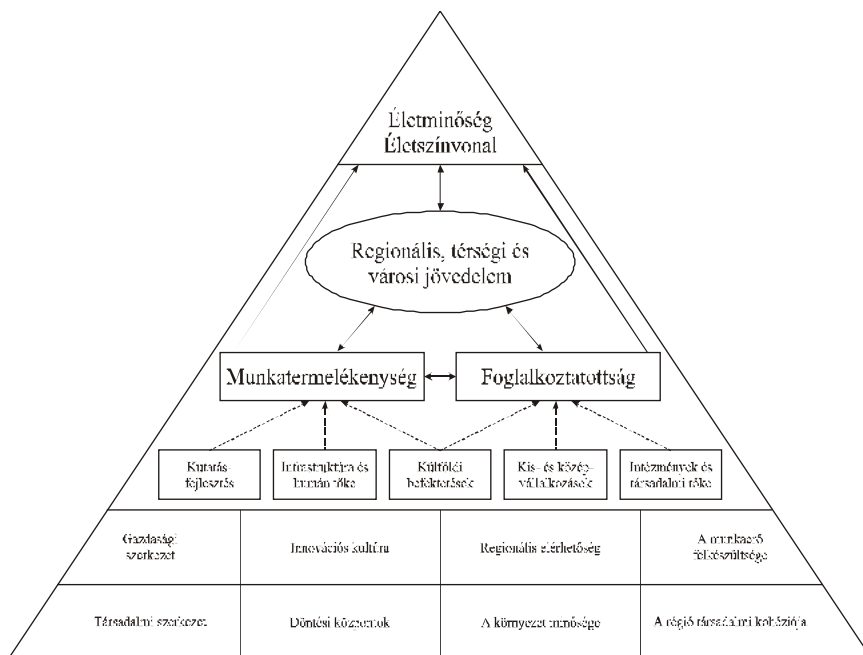 Életminőség
Életszínvonal
Regionális, térségi és
városi jövedelem
Munkatermelékenység
Foglalkoztatottság
Kutatás-
fejlesztés
Infrastruktúra és
humán tőke
Külföldi
befektetések
Kis- és közép-
vállalkozások
Intézmények és
társadalmi tőke
Gazdasági
szerkezet
Innovációs kultúra
Regionális elérhetőség
A munkaerő
felkészültsége
Társadalmi szerkezet
Döntési központok
A környezet minősége
A régió társadalmi kohéziója